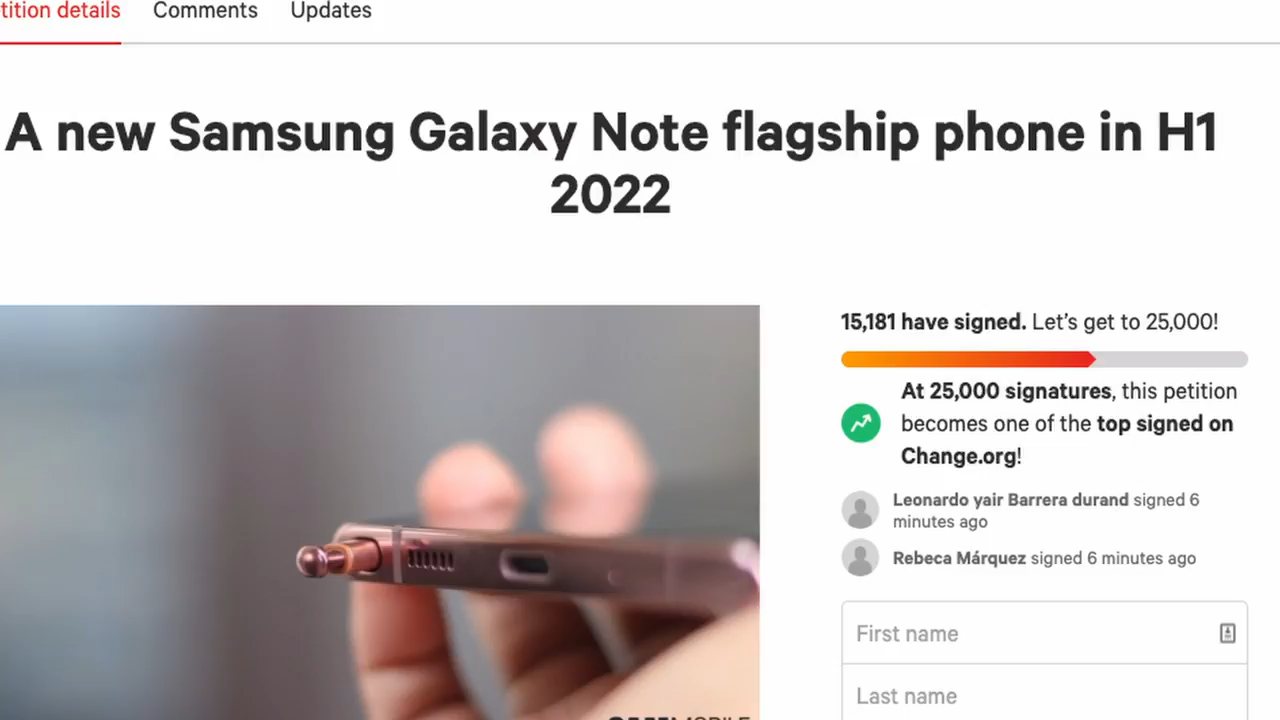 tition details Comments Updates
A new Samsung Galaxy Note flagship phone in H1
2022
15,181 have signed. Let's get to 25,000!
At 25,000 signatures, this petition
becomes one of the top signed on
Change.org!
Leonardo yair Barrera durand signed 6
minutes ago
Rebeca Márquez signed 6 minutes ago
First name
Last name